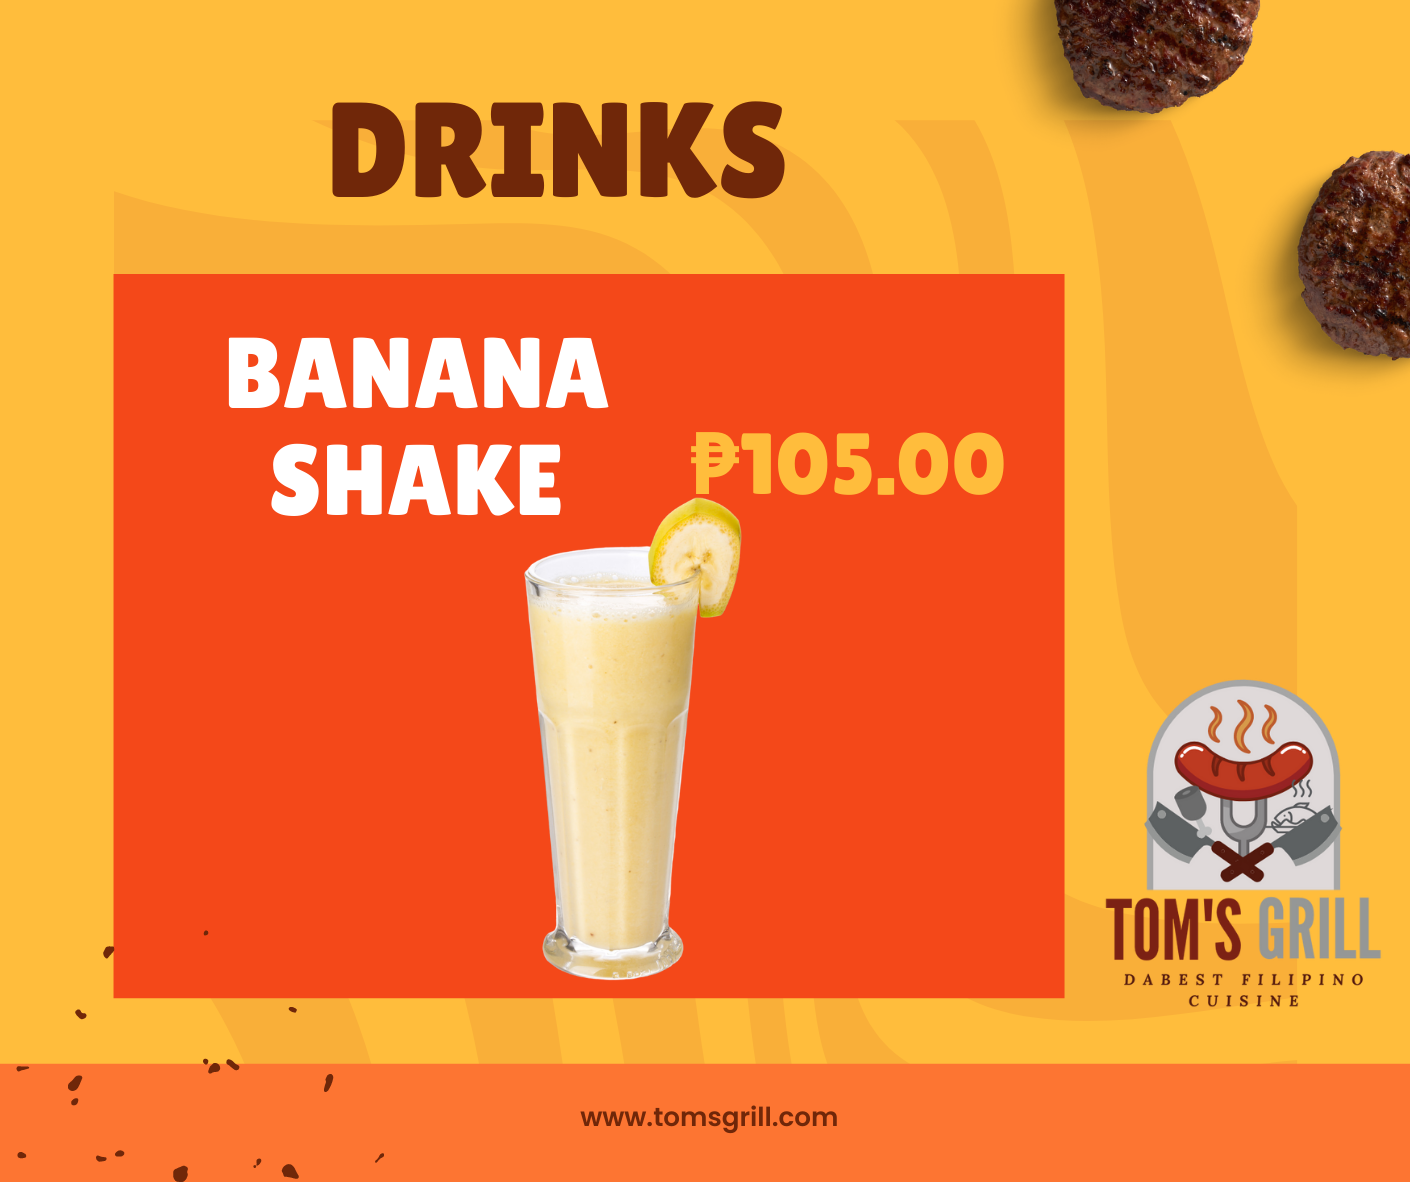 DRINKS
BANANA
SHAKE
₱105.00
TOM'S GRILL
DABEST FILIPINO
CUISINE
www.tomsgrill.com